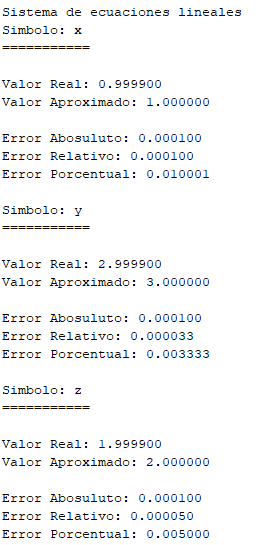 Sistema de ecuaciones lineales
Simbolo: x
===========
Valor Real: 0.999900
Valor Aproximado: 1.000000
Error Abosuluto: 0.000100
Error Relativo: 0.000100
Error Porcentual: 0.010001
Simbolo: y
===========
Valor Real: 2.999900
Valor Aproximado: 3.000000
Error Abosuluto: 0.000100
Error Relativo: 0.000033
Error Porcentual: 0.003333
Simbolo: z
===========
Valor Real: 1.999900
Valor Aproximado: 2.000000
Error Abosuluto: 0.000100
Error Relativo: 0.000050
Error Porcentual: 0.005000